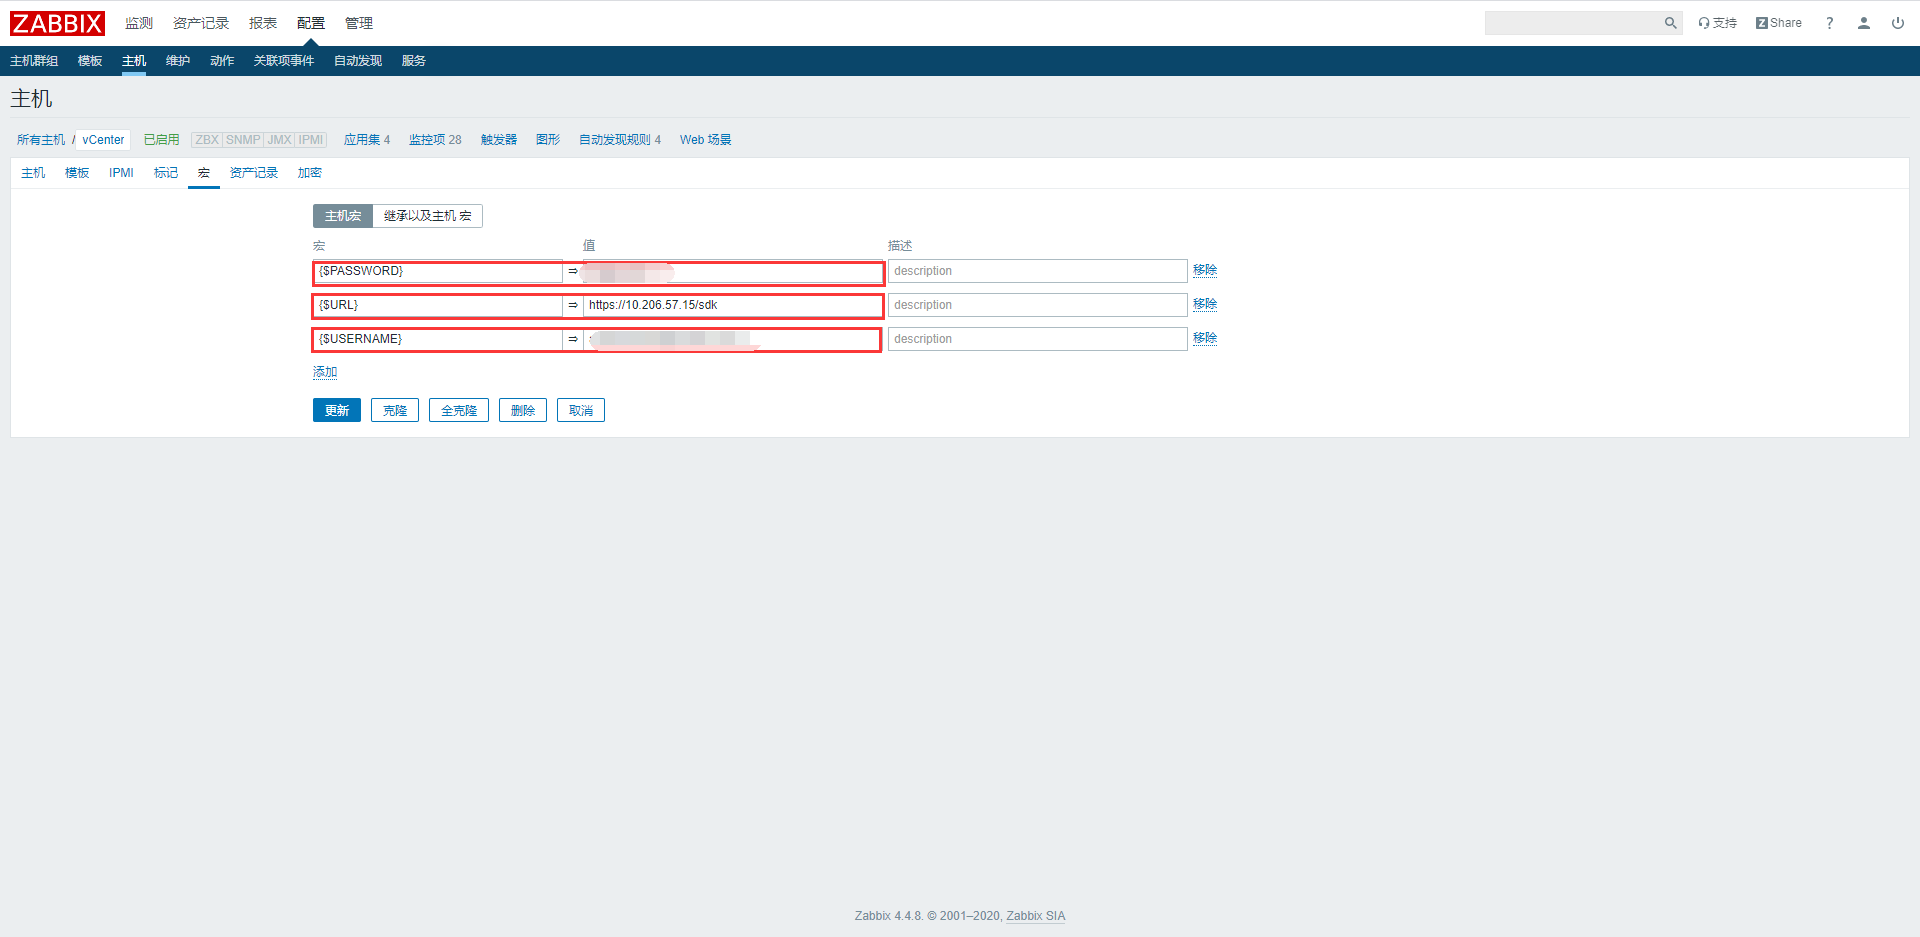 ZABBIX 监测 资产记录 报表 配置 管理 支持 Z Share ?
主机群组 模板 主机 维护 动作 关联项事件 自动发现 服务
主机
所有主机 / vCenter 已启用 ZBX SNMP JMX IPMI 应用集 4 监控项 28 触发器 图形 自动发现规则 4 Web 场景
主机 模板 IPMI 标记 宏 资产记录 加密
主机宏 继承以及主机 宏
宏 值 描述
{$PASSWORD} ⇒ description 移除
{$URL} ⇒ https://10.206.57.15/sdk description 移除
{$USERNAME} ⇒ description 移除
添加
更新 克隆 全克隆 删除 取消
Zabbix 4.4.8. © 2001–2020, Zabbix SIA